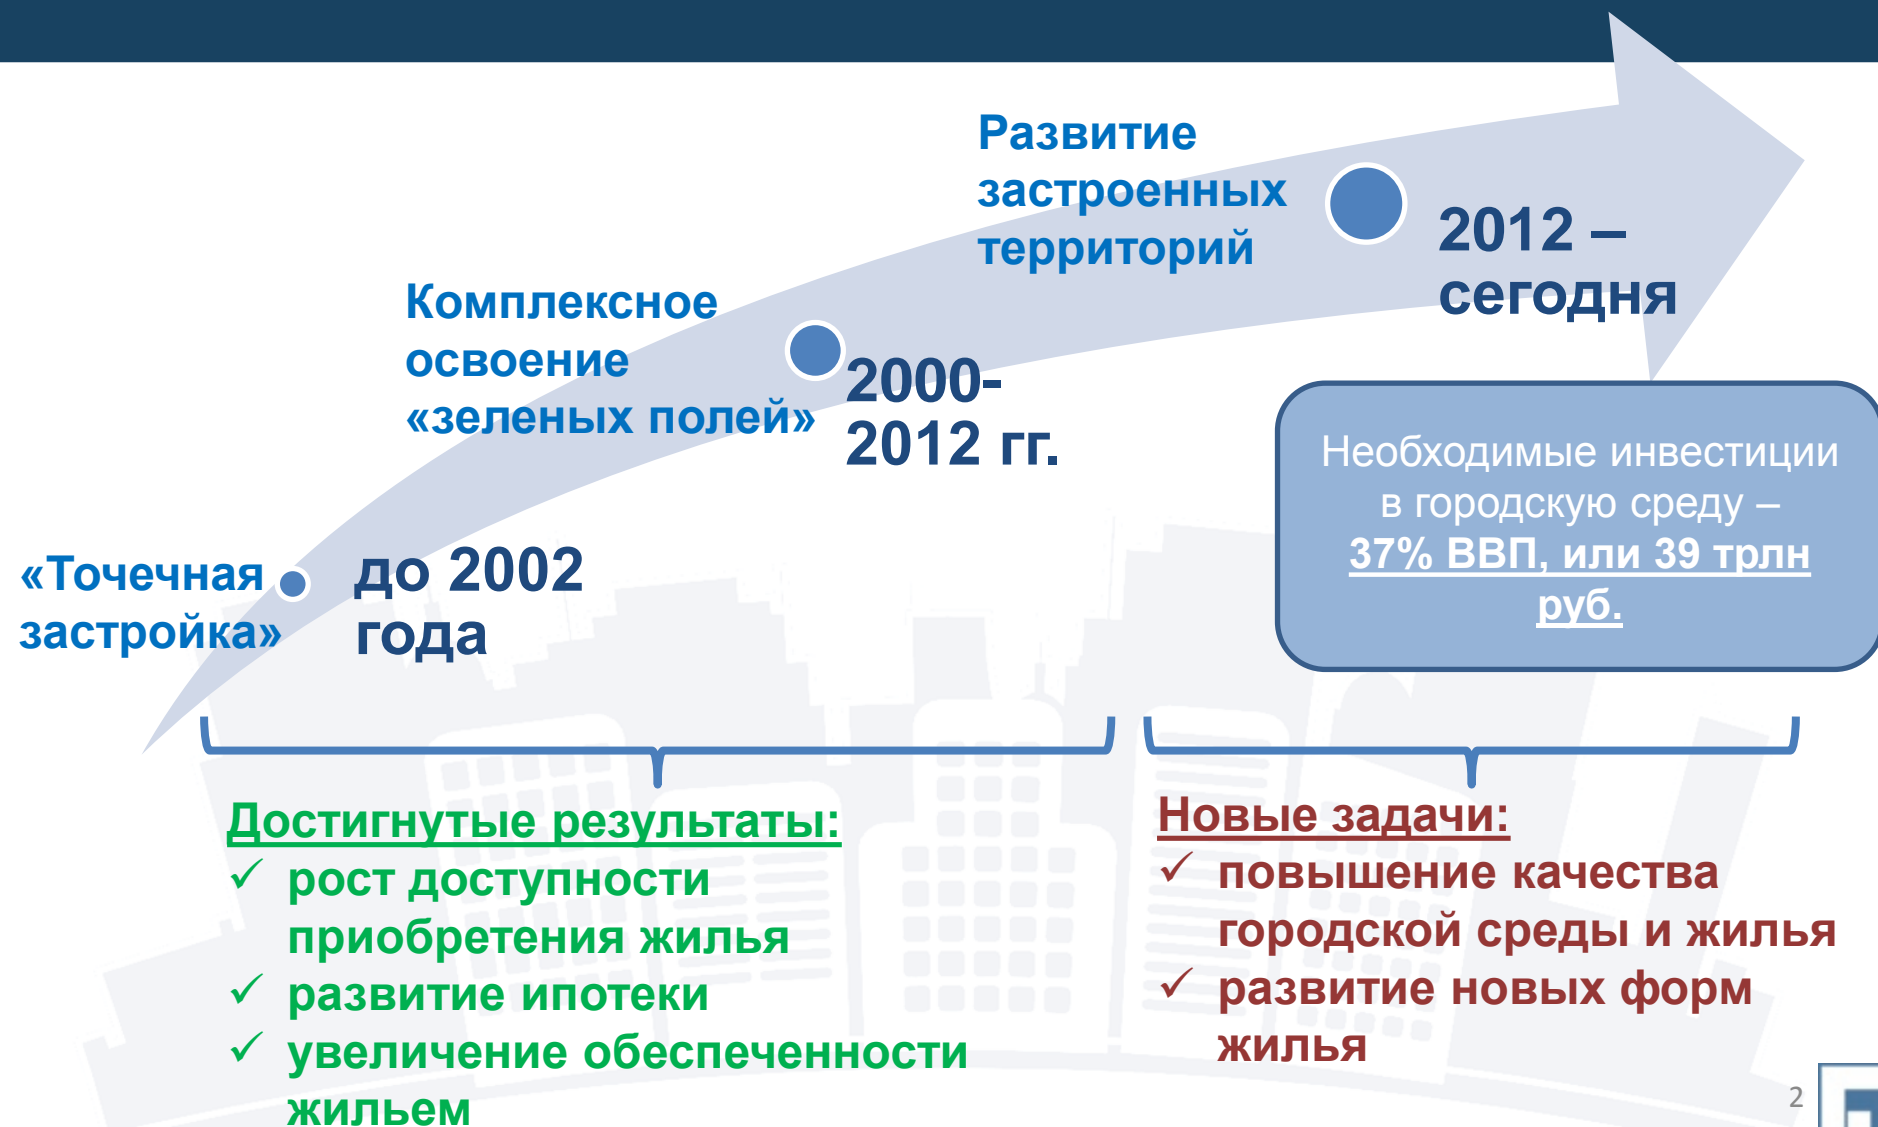 Развитие
застроенных
территорий
2012 –
сегодня
Комплексное
освоение
«зеленых полей»
2000-
2012 гг.
«Точечная
застройка»
до 2002
года
Необходимые инвестиции
в городскую среду –
37% ВВП, или 39 трлн
руб.
Достигнутые результаты:
✓ рост доступности
приобретения жилья
✓ развитие ипотеки
✓ увеличение обеспеченности
жильем
Новые задачи:
✓ повышение качества
городской среды и жилья
✓ развитие новых форм
жилья
2